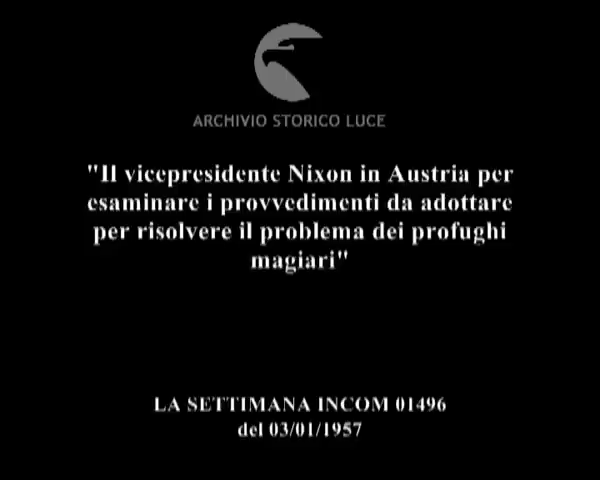 ARCHIVIO STORICO LUCE
"Il vicepresidente Nixon in Austria per
esaminare i provvedimenti da adottare
per risolvere il problema dei profughi
magiari"
LA SETTIMANA INCOM 01496
del 03/01/1957